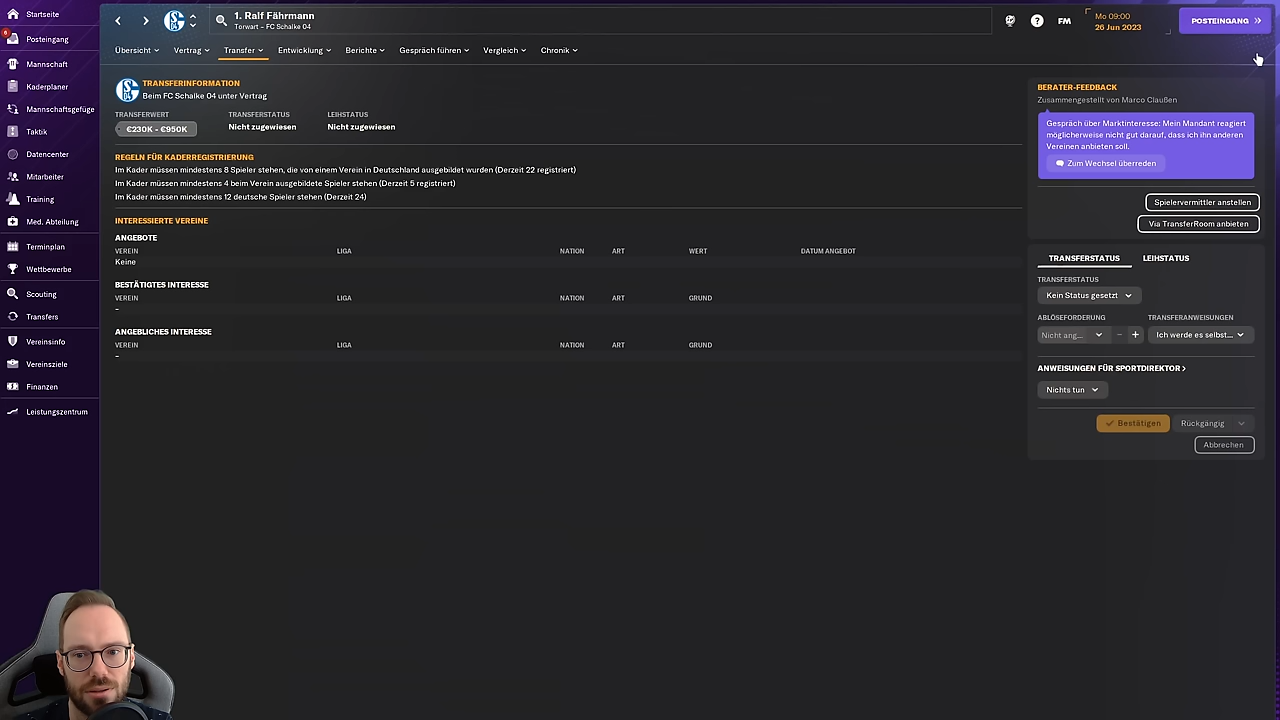 Startseite
6
Posteingang
Mannschaft
Kaderplaner
Mannschaftsgefüge
Taktik
Datencenter
Mitarbeiter
Training
Med. Abteilung
Terminplan
Wettbewerbe
Scouting
Transfers
Vereinsinfo
Vereinsziele
Finanzen
Leistungszentrum
1. Ralf Fährmann
Torwart – FC Schalke 04
FM
Mo 09:00
26 Jun 2023
POSTEINGANG
Übersicht
Vertrag
Transfer
Entwicklung
Berichte
Gespräch führen
Vergleich
Chronik
TRANSFERINFORMATION
Beim FC Schalke 04 unter Vertrag
TRANSFERWERT
TRANSFERSTATUS
LEIHSTATUS
€230K - €950K
Nicht zugewiesen
Nicht zugewiesen
REGELN FÜR KADERREGISTRIERUNG
Im Kader müssen mindestens 8 Spieler stehen, die von einem Verein in Deutschland ausgebildet wurden (Derzeit 22 registriert)
Im Kader müssen mindestens 4 beim Verein ausgebildete Spieler stehen (Derzeit 5 registriert)
Im Kader müssen mindestens 12 deutsche Spieler stehen (Derzeit 24)
INTERESSIERTE VEREINE
ANGEBOTE
VEREIN LIGA NATION ART WERT DATUM ANGEBOT
Keine
BESTÄTIGTES INTERESSE
VEREIN LIGA NATION ART GRUND
–
ANGEBLICHES INTERESSE
VEREIN LIGA NATION ART GRUND
–
BERATER-FEEDBACK
Zusammengestellt von Marco Claußen
Gespräch über Marktinteresse: Mein Mandant reagiert
möglicherweise nicht gut darauf, dass ich ihn anderen
Vereinen anbieten soll.
Zum Wechsel überreden
Spielervermittler anstellen
Via TransferRoom anbieten
TRANSFERSTATUS LEIHSTATUS
TRANSFERSTATUS
Kein Status gesetzt
ABLÖSEFORDERUNG TRANSFERANWEISUNGEN
Nicht ang... – + Ich werde es selbst...
ANWEISUNGEN FÜR SPORTDIREKTOR
Nichts tun
Bestätigen Rückgängig
Abbrechen